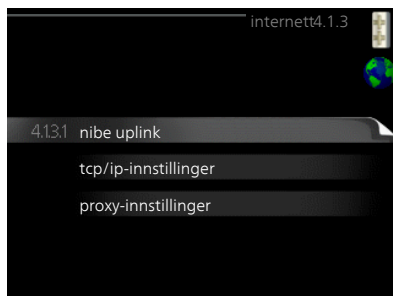 internett4.1.3
4.1.3.1 nibe uplink
tcp/ip-innstillinger
proxy-innstillinger